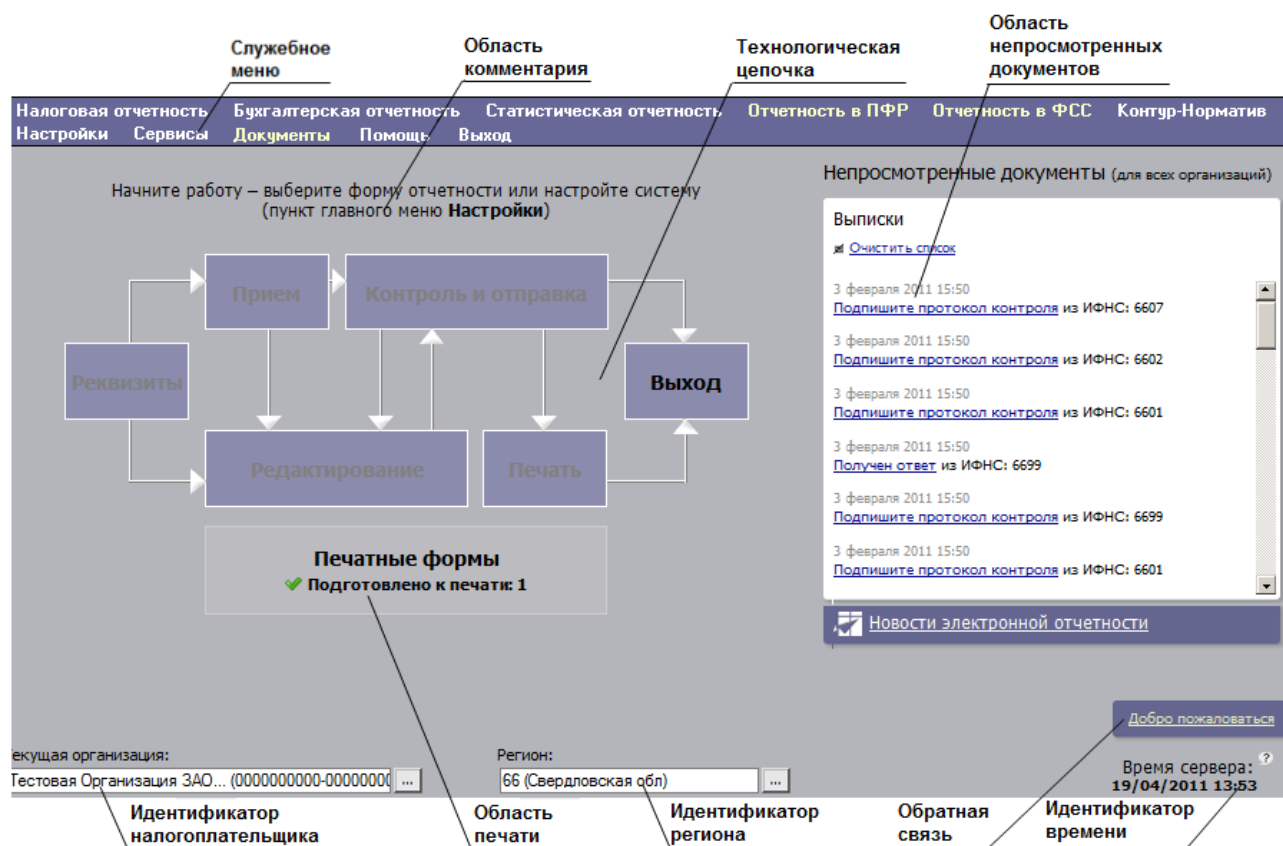 Служебное
меню
Область
комментария
Технологическая
цепочка
Область
непросмотренных
документов
Налоговая отчетность Бухгалтерская отчетность Статистическая отчетность Отчетность в ПФР Отчетность в ФСС Контур-Норматив
Настройки Сервисы Документы Помощь Выход
Начните работу – выберите форму отчетности или настройте систему
(пункт главного меню Настройки)
Прием
Контроль и отправка
Реквизиты
Выход
Редактирование
Печать
Печатные формы
Подготовлено к печати: 1
Непросмотренные документы (для всех организаций)
Выписки
Очистить список
3 февраля 2011 15:50
Подпишите протокол контроля из ИФНС: 6607
3 февраля 2011 15:50
Подпишите протокол контроля из ИФНС: 6602
3 февраля 2011 15:50
Подпишите протокол контроля из ИФНС: 6601
3 февраля 2011 15:50
Получен ответ из ИФНС: 6699
3 февраля 2011 15:50
Подпишите протокол контроля из ИФНС: 6699
3 февраля 2011 15:50
Подпишите протокол контроля из ИФНС: 6601
Новости электронной отчетности
Добро пожаловаться
екущая организация:
Тестовая Организация ЗАО... (0000000000-00000000 ...
Регион:
66 (Свердловская обл) ...
?
Время сервера:
19/04/2011 13:53
Идентификатор
налогоплательщика
Область
печати
Идентификатор
региона
Обратная
связь
Идентификатор
времени